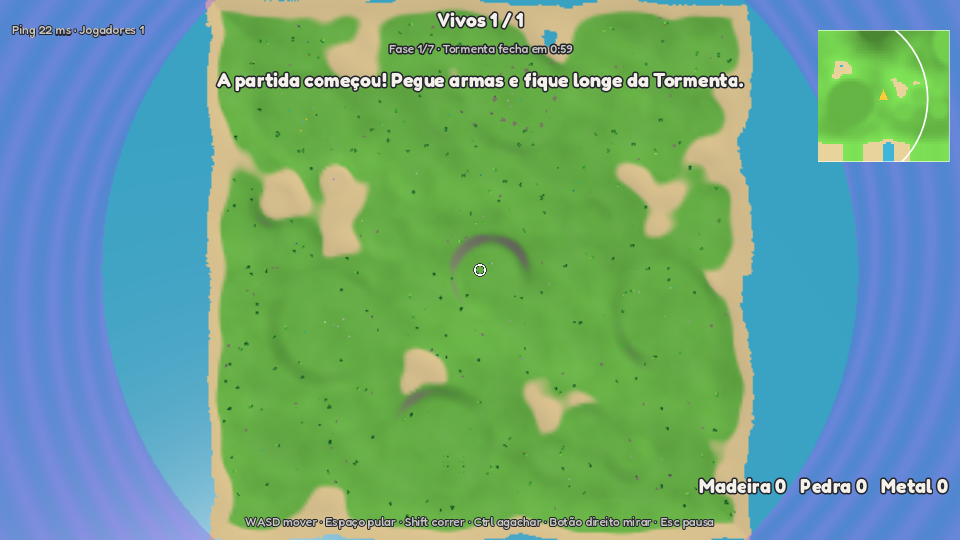 Vivos 1 / 1
Ping 22 ms · Jogadores 1
Fase 1/7 · Tormenta fecha em 0:59
A partida começou! Pegue armas e fique longe da Tormenta.
Madeira 0 Pedra 0 Metal 0
WASD mover · Espaço pular · Shift correr · Ctrl agachar · Botão direito mirar · Esc pausa